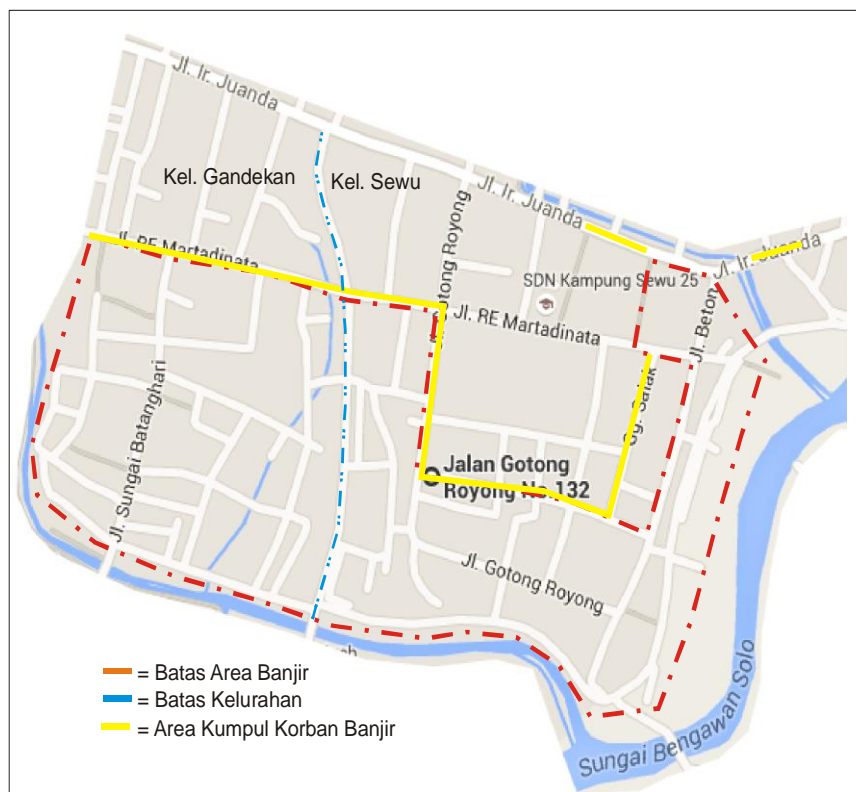 Jl. Ir. Juanda
Kel. Gandekan
Kel. Sewu
Jl. Ir. Juanda
Jl. Ir. Juanda
Jl. RE Martadinata
Gotong Royong
SDN Kampung Sewu 25
Jl. RE Martadinata
Jl. Beton
Gg. Salak
Jl. Sungai Batanghari
Jalan Gotong
Royong No.132
Jl. Gotong Royong
Sungai Bengawan Solo
= Batas Area Banjir
= Batas Kelurahan
= Area Kumpul Korban Banjir